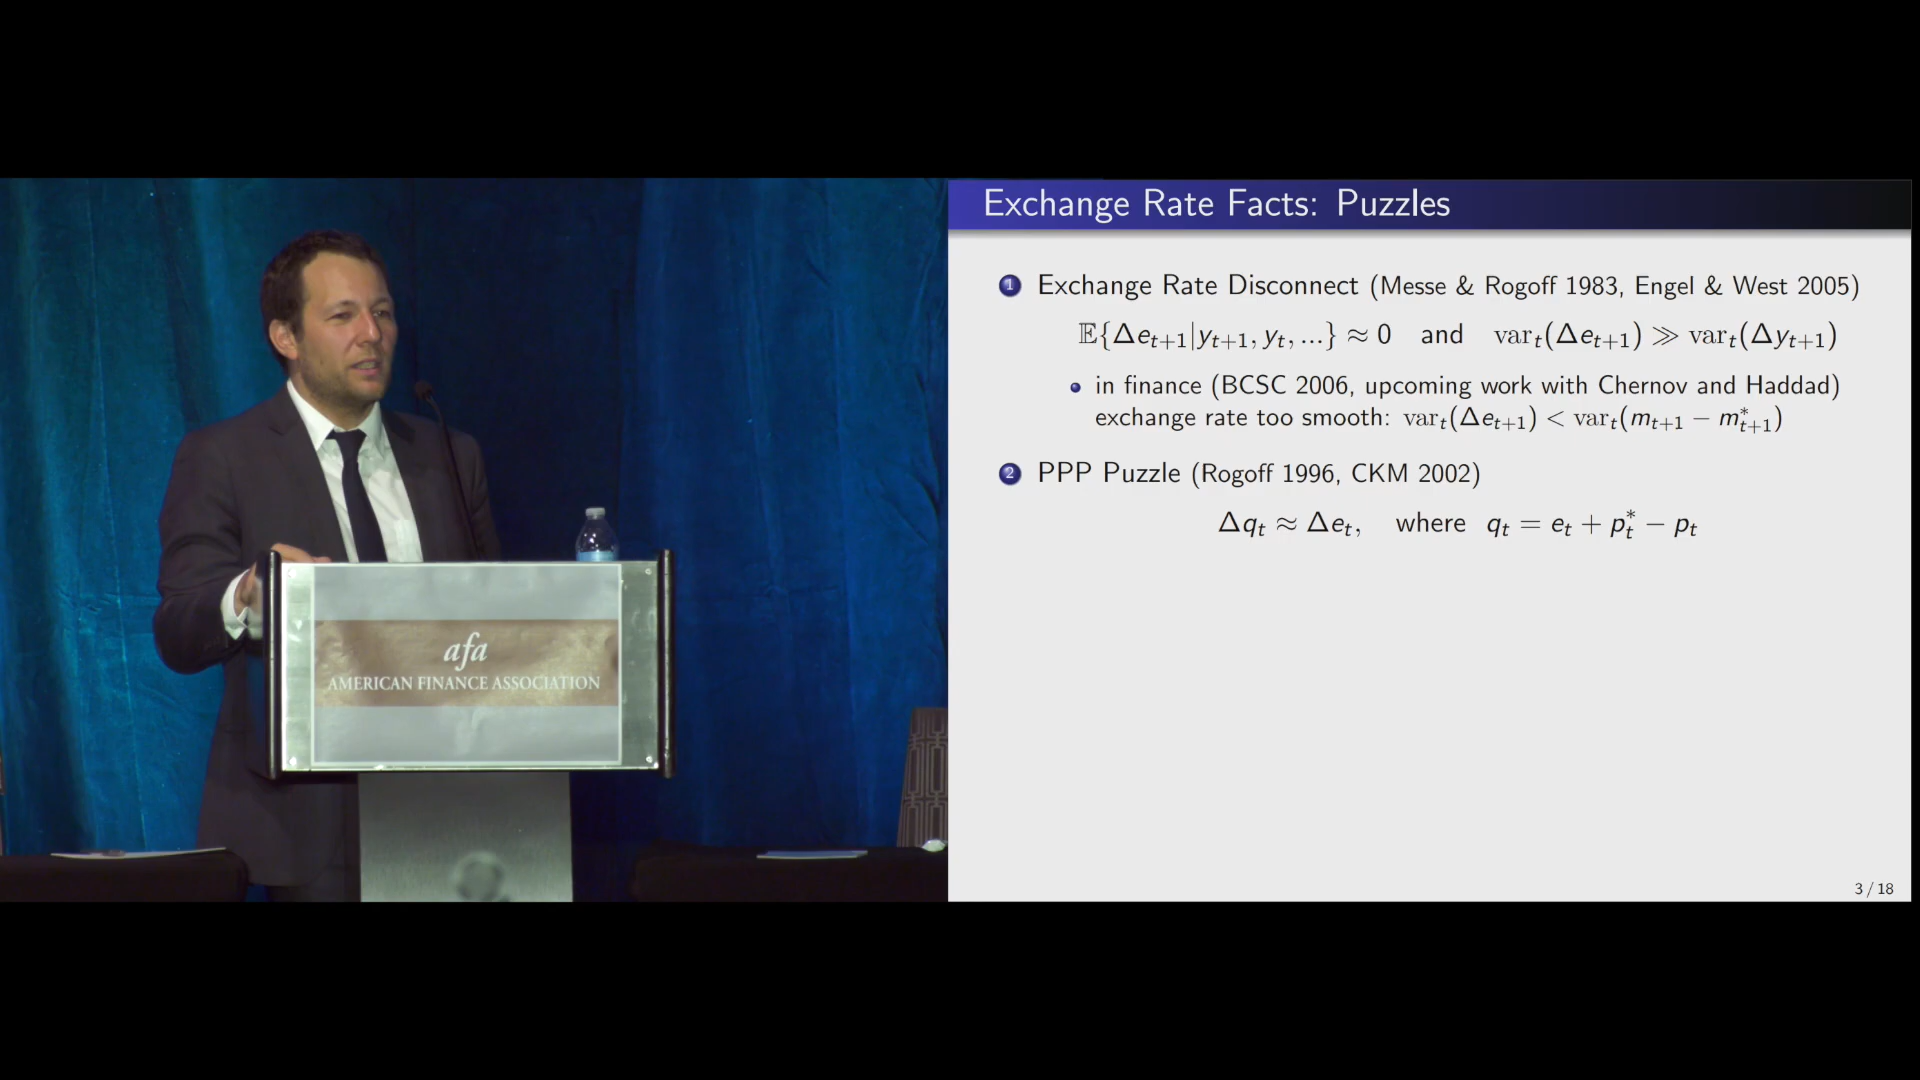 afa
AMERICAN FINANCE ASSOCIATION
Exchange Rate Facts: Puzzles
1 Exchange Rate Disconnect (Messe & Rogoff 1983, Engel & West 2005)
𝔼{Δe_{t+1}|y_{t+1}, y_t, ...} ≈ 0 and var_t(Δe_{t+1}) ≫ var_t(Δy_{t+1})
• in finance (BCSC 2006, upcoming work with Chernov and Haddad)
exchange rate too smooth: var_t(Δe_{t+1}) < var_t(m_{t+1} − m*_{t+1})
2 PPP Puzzle (Rogoff 1996, CKM 2002)
Δq_t ≈ Δe_t, where q_t = e_t + p*_t − p_t
3 / 18